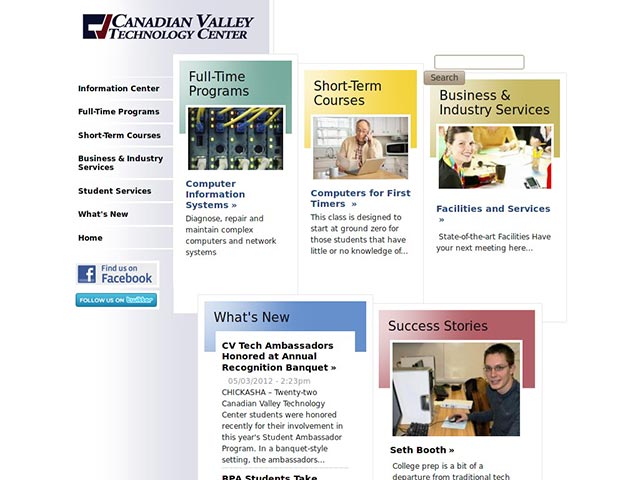 CANADIAN VALLEY
TECHNOLOGY CENTER
Search
Information Center
Full-Time Programs
Short-Term Courses
Business & Industry
Services
Student Services
What's New
Home
Find us on
Facebook
FOLLOW US ON twitter
Full-Time
Programs
Computer
Information
Systems »
Diagnose, repair and
maintain complex
computers and network
systems
Short-Term
Courses
Computers for First
Timers »
This class is designed to
start at ground zero for
those students that have
little or no knowledge of...
Business &
Industry Services
Facilities and Services
»
State-of-the-art Facilities Have
your next meeting here...
What's New
CV Tech Ambassadors
Honored at Annual
Recognition Banquet »
05/03/2012 - 2:23pm
CHICKASHA – Twenty-two
Canadian Valley Technology
Center students were honored
recently for their involvement in
this year's Student Ambassador
Program. In a banquet-style
setting, the ambassadors...
BPA Students Take
Success Stories
Seth Booth »
College prep is a bit of a
departure from traditional tech